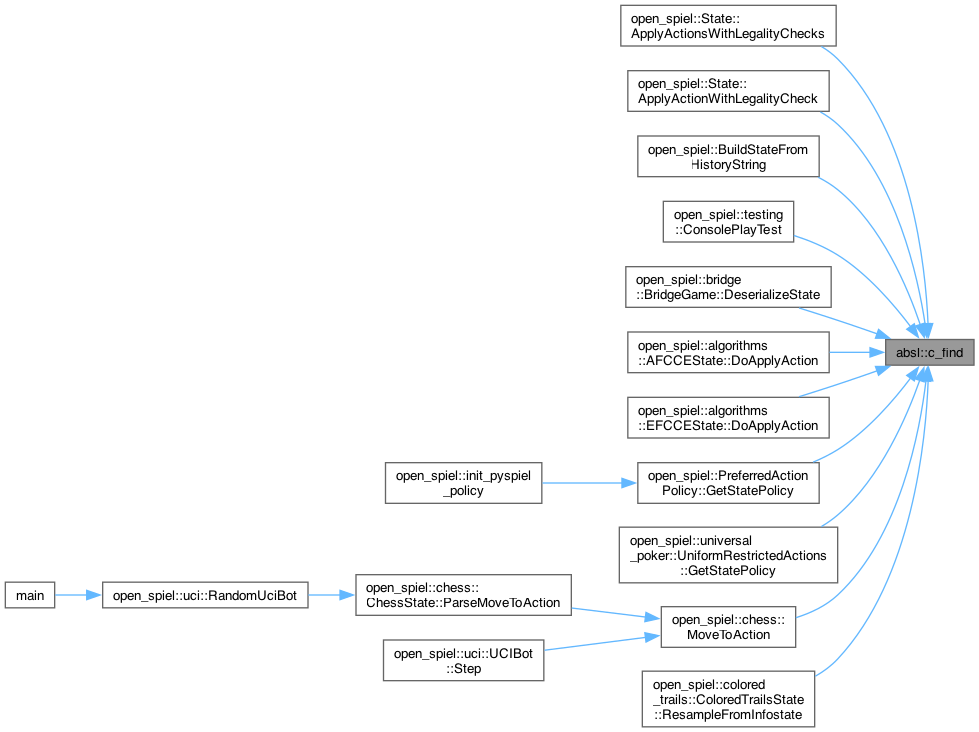 open_spiel::State::
ApplyActionsWithLegalityChecks
open_spiel::State::
ApplyActionWithLegalityCheck
open_spiel::BuildStateFrom
HistoryString
open_spiel::testing
::ConsolePlayTest
open_spiel::bridge
::BridgeGame::DeserializeState
open_spiel::algorithms
::AFCCEState::DoApplyAction
absl::c_find
open_spiel::algorithms
::EFCCEState::DoApplyAction
open_spiel::init_pyspiel
_policy
open_spiel::PreferredAction
Policy::GetStatePolicy
open_spiel::universal
_poker::UniformRestrictedActions
::GetStatePolicy
main
open_spiel::uci::RandomUciBot
open_spiel::chess::
ChessState::ParseMoveToAction
open_spiel::chess::
MoveToAction
open_spiel::uci::UCIBot
::Step
open_spiel::colored
_trails::ColoredTrailsState
::ResampleFromInfostate